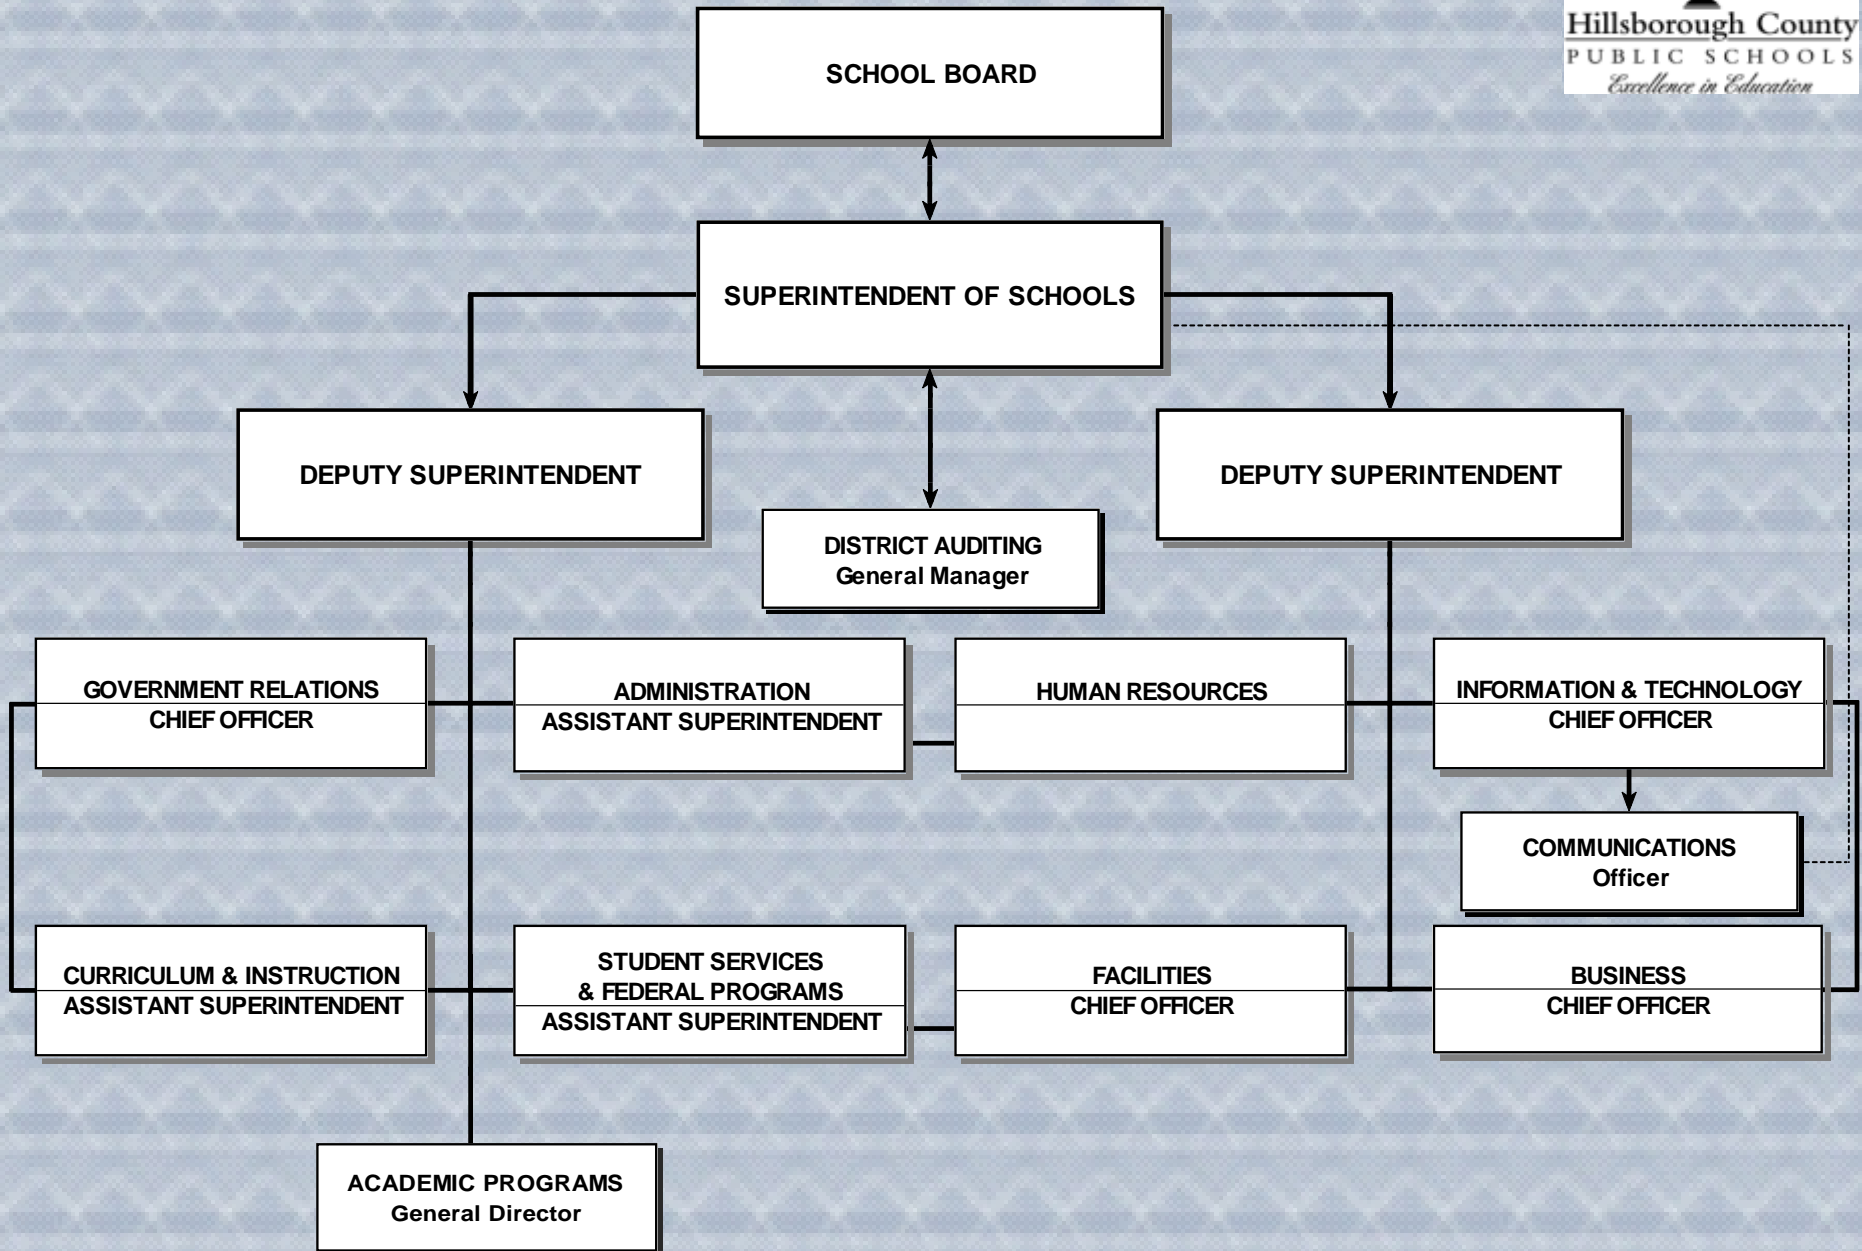 Hillsborough County
PUBLIC SCHOOLS
Excellence in Education
SCHOOL BOARD
SUPERINTENDENT OF SCHOOLS
DEPUTY SUPERINTENDENT
DEPUTY SUPERINTENDENT
DISTRICT AUDITING
General Manager
GOVERNMENT RELATIONS
CHIEF OFFICER
ADMINISTRATION
ASSISTANT SUPERINTENDENT
HUMAN RESOURCES
INFORMATION & TECHNOLOGY
CHIEF OFFICER
COMMUNICATIONS
Officer
CURRICULUM & INSTRUCTION
ASSISTANT SUPERINTENDENT
STUDENT SERVICES
& FEDERAL PROGRAMS
ASSISTANT SUPERINTENDENT
FACILITIES
CHIEF OFFICER
BUSINESS
CHIEF OFFICER
ACADEMIC PROGRAMS
General Director